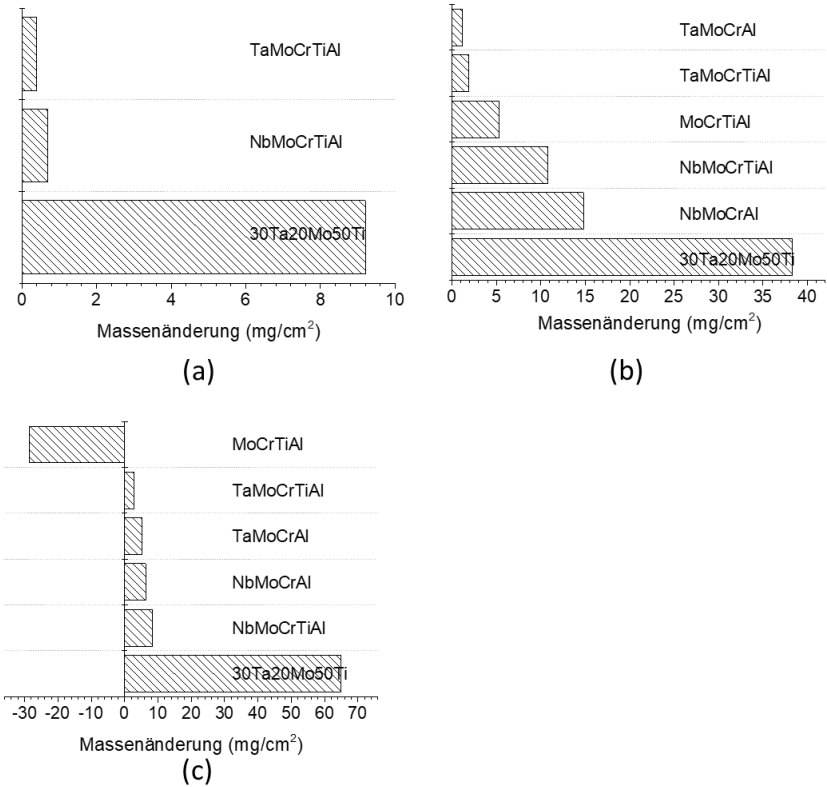 TaMoCrTiAl
NbMoCrTiAl
30Ta20Mo50Ti
0 2 4 6 8 10
Massenänderung (mg/cm²)
(a)
TaMoCrAl
TaMoCrTiAl
MoCrTiAl
NbMoCrTiAl
NbMoCrAl
30Ta20Mo50Ti
0 5 10 15 20 25 30 35 40
Massenänderung (mg/cm²)
(b)
MoCrTiAl
TaMoCrTiAl
TaMoCrAl
NbMoCrAl
NbMoCrTiAl
30Ta20Mo50Ti
-30 -20 -10 0 10 20 30 40 50 60 70
Massenänderung (mg/cm²)
(c)